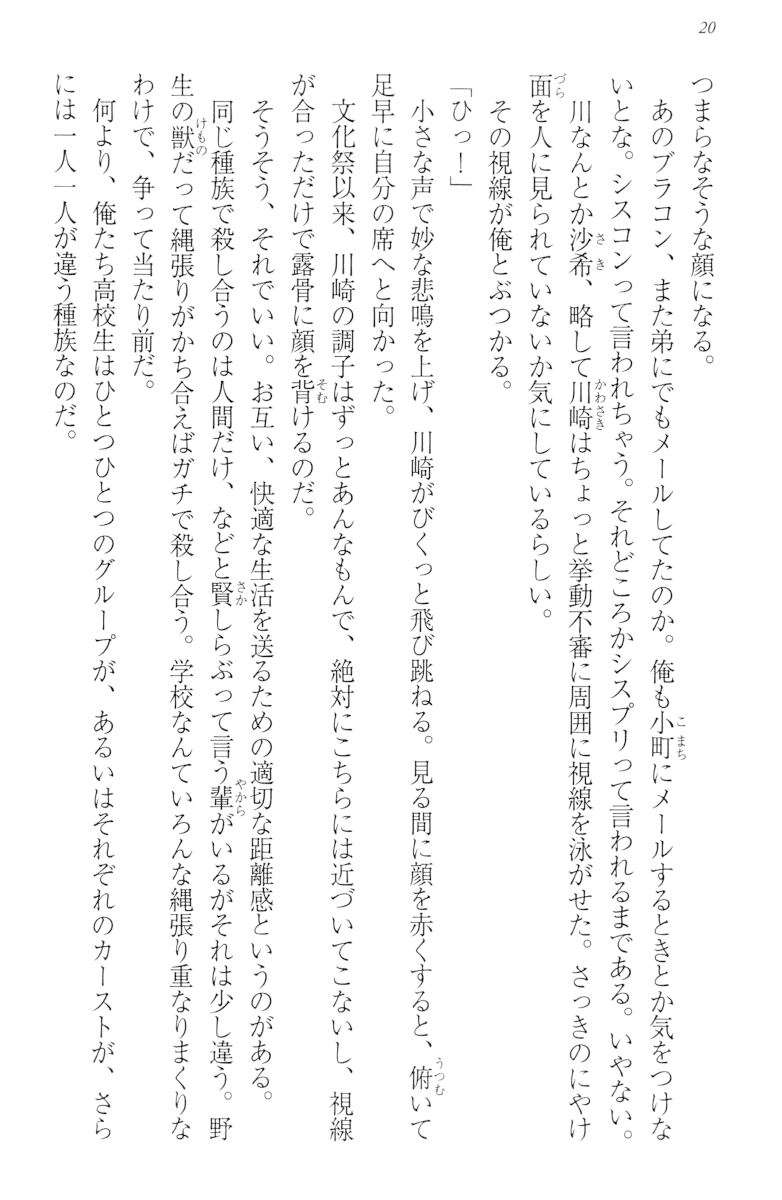 20
つまらなそうな顔になる。
あのブラコン、また弟にでもメールしてたのか。俺も小町にメールするときとか気をつけな
いとな。シスコンって言われちゃう。それどころかシスプリって言われるまである。いやない。
川なんとか沙希、略して川崎はちょっと挙動不審に周囲に視線を泳がせた。さっきのにやけ
面を人に見られていないか気にしているらしい。
その視線が俺とぶつかる。
「ひっ！」
小さな声で妙な悲鳴を上げ、川崎がびくっと飛び跳ねる。見る間に顔を赤くすると、俯いて
足早に自分の席へと向かった。
文化祭以来、川崎の調子はずっとあんなもんで、絶対にこちらには近づいてこないし、視線
が合っただけで露骨に顔を背けるのだ。
そうそう、それでいい。お互い、快適な生活を送るための適切な距離感というのがある。
同じ種族で殺し合うのは人間だけ、などと賢しらぶって言う輩がいるがそれは少し違う。野
生の獣だって縄張りがかち合えばガチで殺し合う。学校なんていろんな縄張り重なりまくりな
わけで、争って当たり前だ。
何より、俺たち高校生はひとつひとつのグループが、あるいはそれぞれのカーストが、さら
には一人一人が違う種族なのだ。